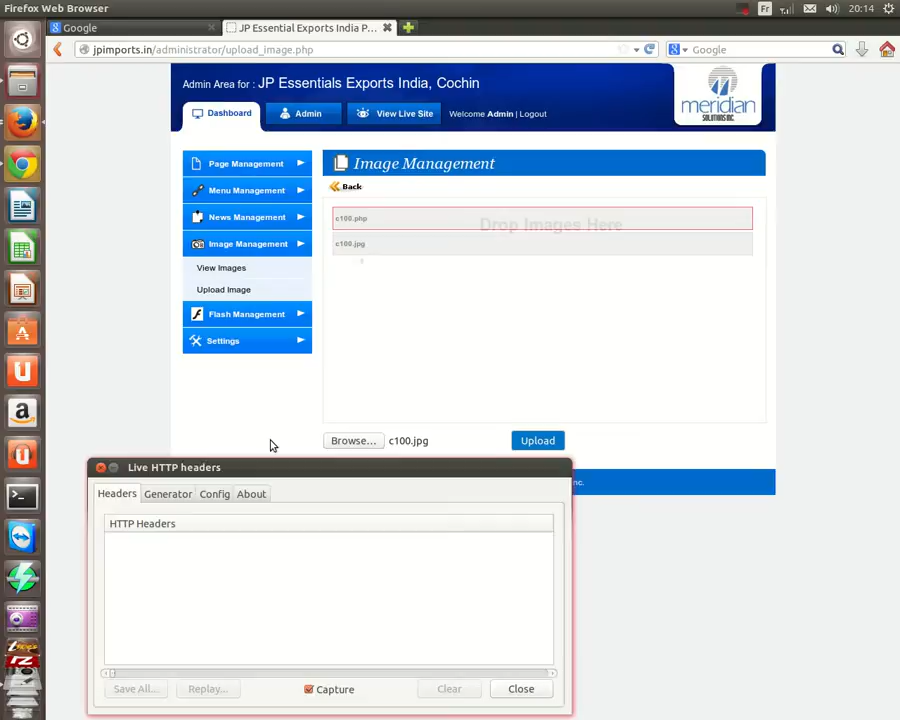 Firefox Web Browser
Fr
20:14
Google
JP Essential Exports India P...
jpimports.in/administrator/upload_image.php
Google
Admin Area for : JP Essentials Exports India, Cochin
meridian
SOLUTIONS INC.
Dashboard
Admin
View Live Site
Welcome Admin | Logout
Page Management
Menu Management
News Management
Image Management
View Images
Upload Image
Flash Management
Settings
Image Management
Back
c100.php
Drop Images Here
c100.jpg
Browse...
c100.jpg
Upload
nc.
Live HTTP headers
Headers
Generator
Config
About
HTTP Headers
Save All...
Replay...
Capture
Clear
Close